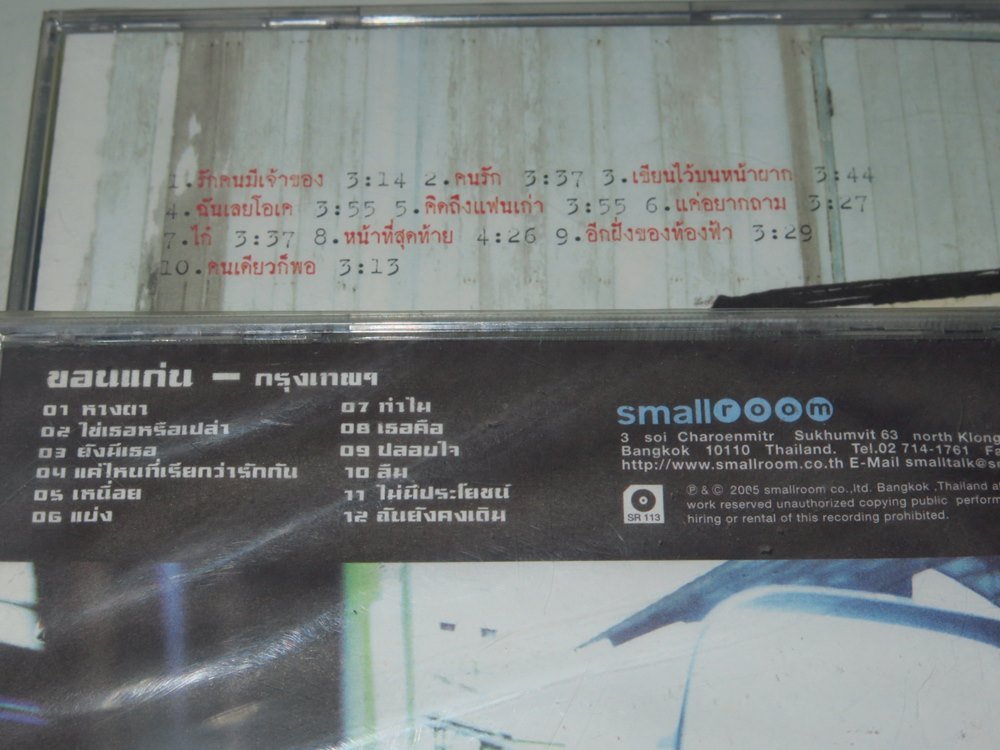 1.รักคนมีเจ้าของ 3:14 2.คนรัก 3:37 3.เขียนไว้บนหน้าผาก 3:44
4.ฉันเลยโอเค 3:55 5.คิดถึงแฟนเก่า 3:55 6.แค่อยากถาม 3:27
7.ไก๋ 3:37 8.หน้าที่สุดท้าย 4:26 9.อีกฝั่งของท้องฟ้า 3:29
10.คนเดียวก็พอ 3:13
ขอนแก่น – กรุงเทพฯ
01 หางตา
02 ใช่เธอหรือเปล่า
03 ยังมีเธอ
04 แค่ไหนที่เรียกว่ารักกัน
05 เหนื่อย
06 แบ่ง
07 ทำไม
08 เธอคือ
09 ปลอบใจ
10 ลืม
11 ไม่มีประโยชน์
12 ฉันยังคงเดิม
smallroom
3 soi Charoenmitr Sukhumvit 63 north Klong
Bangkok 10110 Thailand. Tel.02 714-1761
http://www.smallroom.co.th E-Mail smalltalk@
℗ & © 2005 smallroom co.,ltd. Bangkok ,Thailand
work reserved unauthorized copying public perform
hiring or rental of this recording prohibited.
SR 113